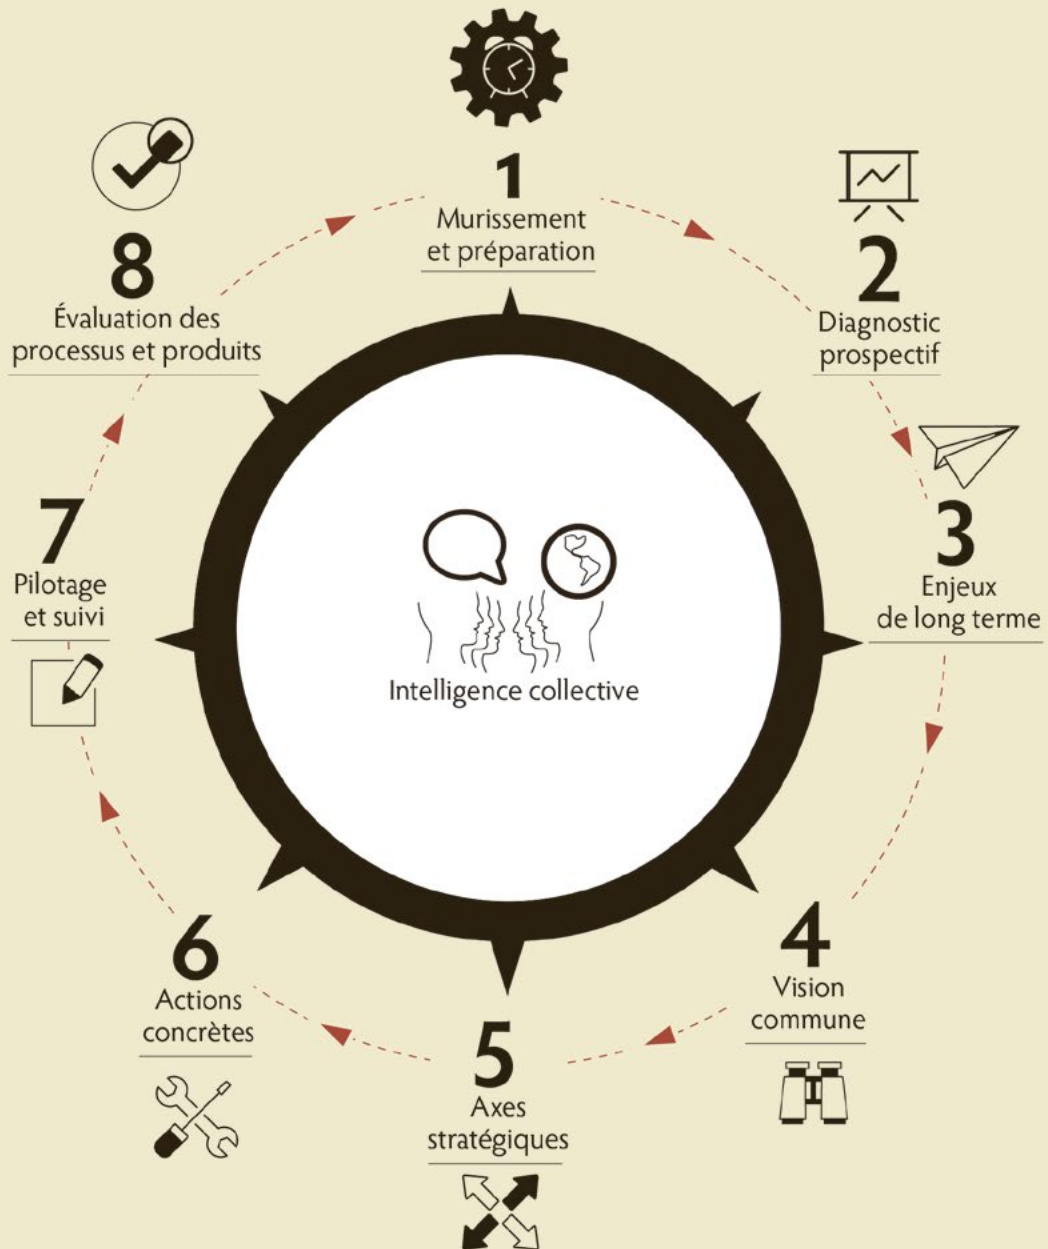 1
Murissement
et préparation
2
Diagnostic
prospectif
3
Enjeux
de long terme
4
Vision
commune
5
Axes
stratégiques
6
Actions
concrètes
7
Pilotage
et suivi
8
Évaluation des
processus et produits
Intelligence collective